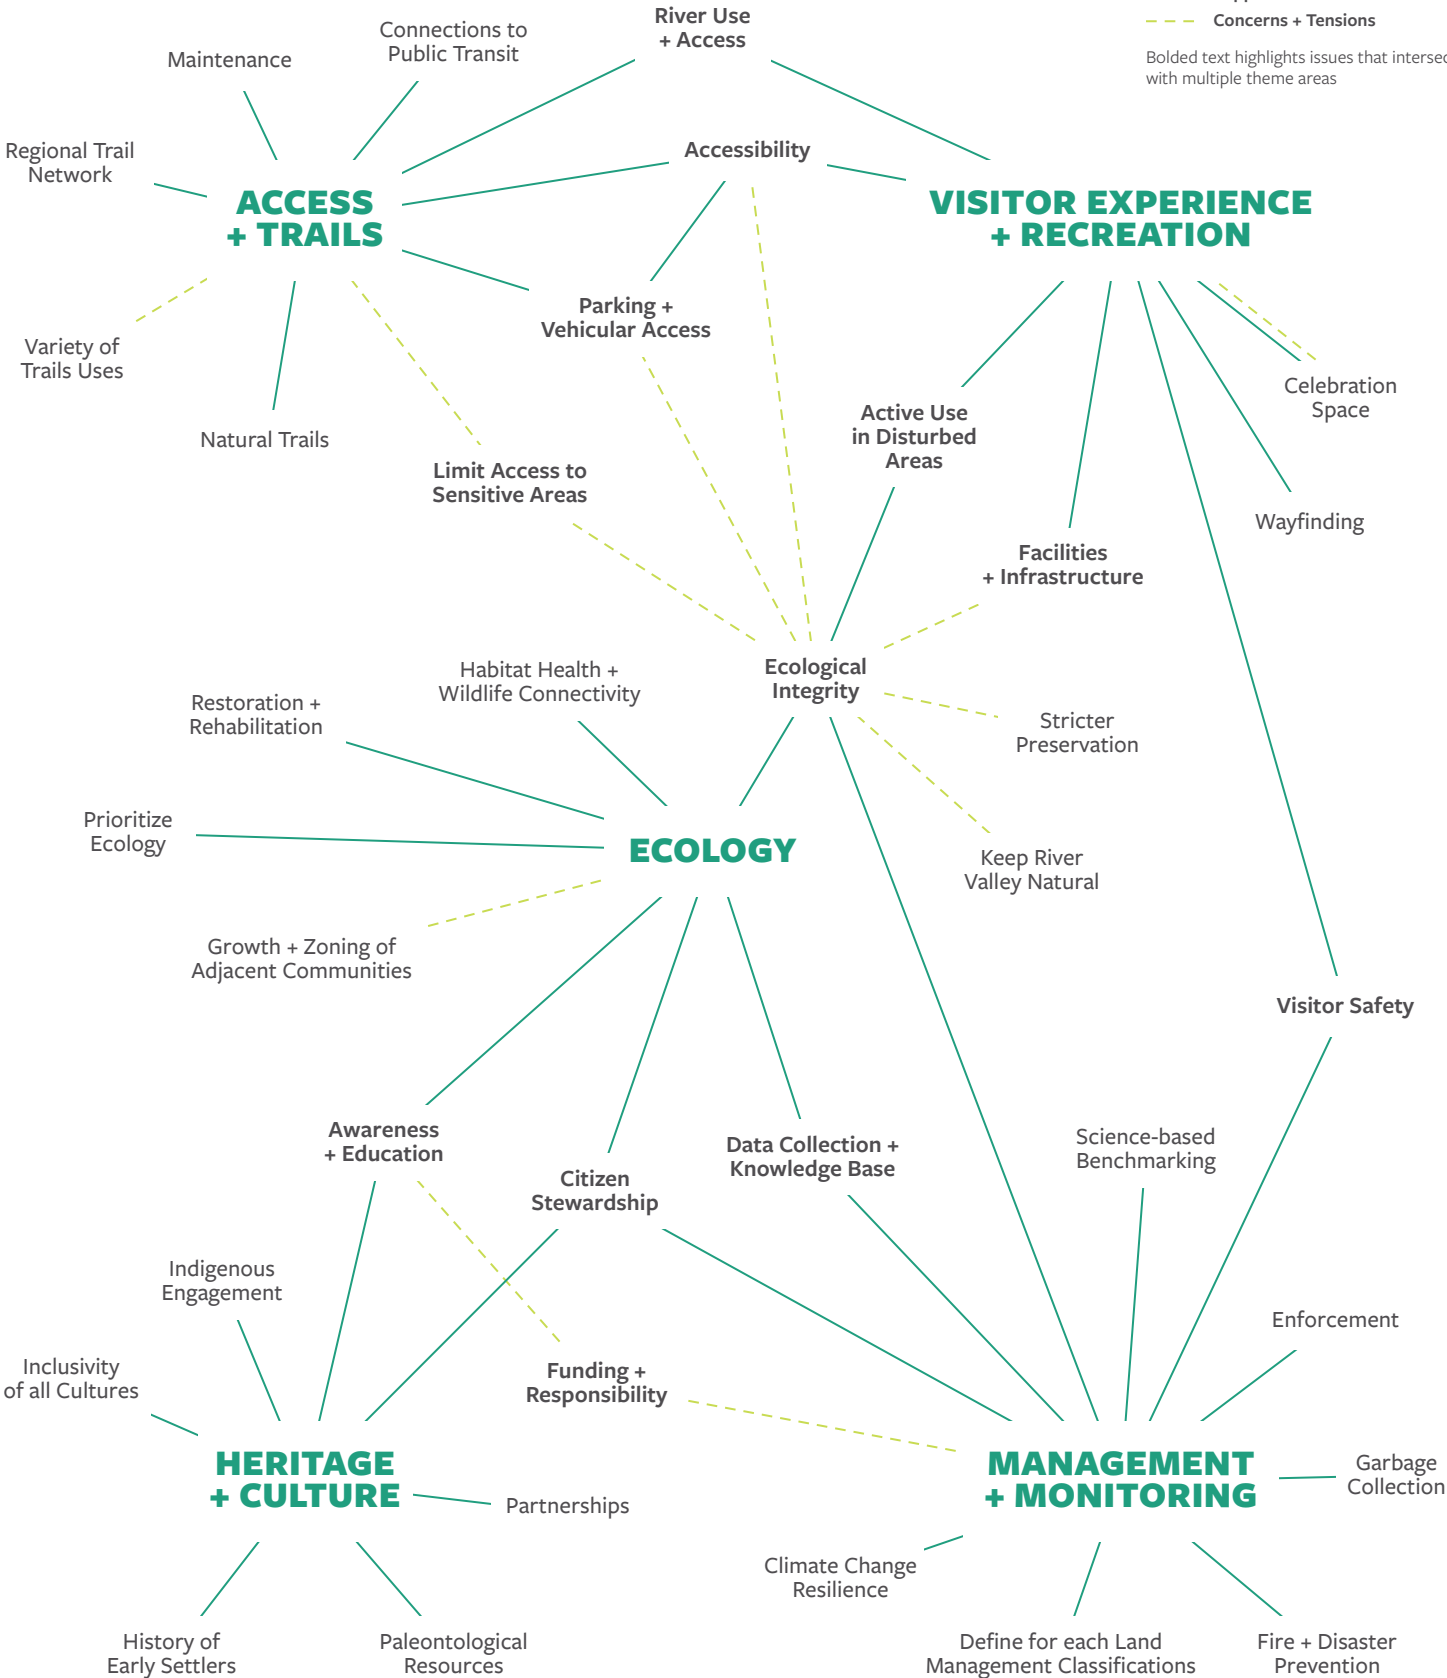 River Use
+ Access
Concerns + Tensions
Connections to
Public Transit
Maintenance
Bolded text highlights issues that
with multiple theme areas
Regional Trail
Network
Accessibility
ACCESS
+ TRAILS
VISITOR EXPERIENCE
+ RECREATION
Parking +
Vehicular Access
Variety of
Trails Uses
Celebration
Space
Active Use
in Disturbed
Areas
Natural Trails
Limit Access to
Sensitive Areas
Wayfinding
Facilities
+ Infrastructure
Ecological
Integrity
Habitat Health +
Wildlife Connectivity
Restoration +
Rehabilitation
Stricter
Preservation
Prioritize
Ecology
ECOLOGY
Keep River
Valley Natural
Growth + Zoning of
Adjacent Communities
Visitor Safety
Awareness
+ Education
Data Collection +
Knowledge Base
Science-based
Benchmarking
Citizen
Stewardship
Indigenous
Engagement
Enforcement
Inclusivity
of all Cultures
Funding +
Responsibility
HERITAGE
+ CULTURE
MANAGEMENT
+ MONITORING
Garbage
Collection
Partnerships
Climate Change
Resilience
History of
Early Settlers
Paleontological
Resources
Define for each Land
Management Classifications
Fire + Disaster
Prevention